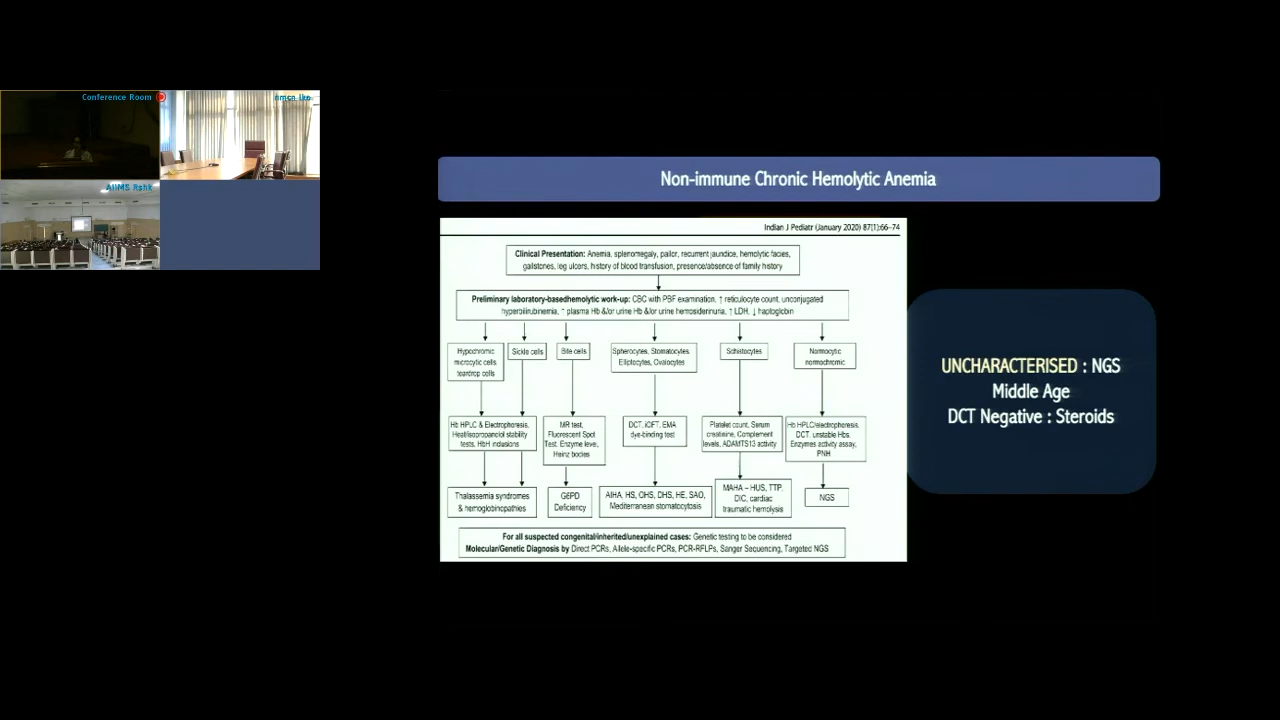 Conference Room
AIIMS Rshk
Non-immune Chronic Hemolytic Anemia
Indian J Pediatr (January 2020) 87(1):66–74
Clinical Presentation: Anemia, splenomegaly, pallor, recurrent jaundice, hemolytic facies,
gallstones, leg ulcers, history of blood transfusion, presence/absence of family history
Preliminary laboratory-basedhemolytic work-up: CBC with PBF examination, ↑ reticulocyte count, unconjugated
hyperbilirubinemia, ↑ plasma Hb &/or urine Hb &/or urine hemosiderinuria, ↑ LDH, ↓ haptoglobin
Hypochromic
microcytic cells
teardrop cells
Sickle cells
Bite cells
Spherocytes, Stomatocytes,
Elliptocytes, Ovalocytes
Schistocytes
Normocytic
normochromic
Hb HPLC & Electrophoresis,
Heat/isopropanol stability
tests, HbH inclusions
MR test,
Fluorescent Spot
Test, Enzyme level,
Heinz bodies
DCT, iCIFT, EMA
dye-binding test
Platelet count, Serum
creatinine, Complement
levels, ADAMTS13 activity
Hb HPLC/electrophoresis,
DCT, unstable Hbs,
Enzymes activity assay,
PNH
Thalassemia syndromes
& hemoglobinopathies
G6PD
Deficiency
AIHA, HS, OHS, DHS, HE, SAO,
Mediterranean stomatocytosis
MAHA – HUS, TTP,
DIC, cardiac
traumatic hemolysis
NGS
For all suspected congenital/inherited/unexplained cases: Genetic testing to be considered
Molecular/Genetic Diagnosis by Direct PCRs, Allele-specific PCRs, PCR-RFLPs, Sanger Sequencing, Targeted NGS
UNCHARACTERISED : NGS
Middle Age
DCT Negative : Steroids